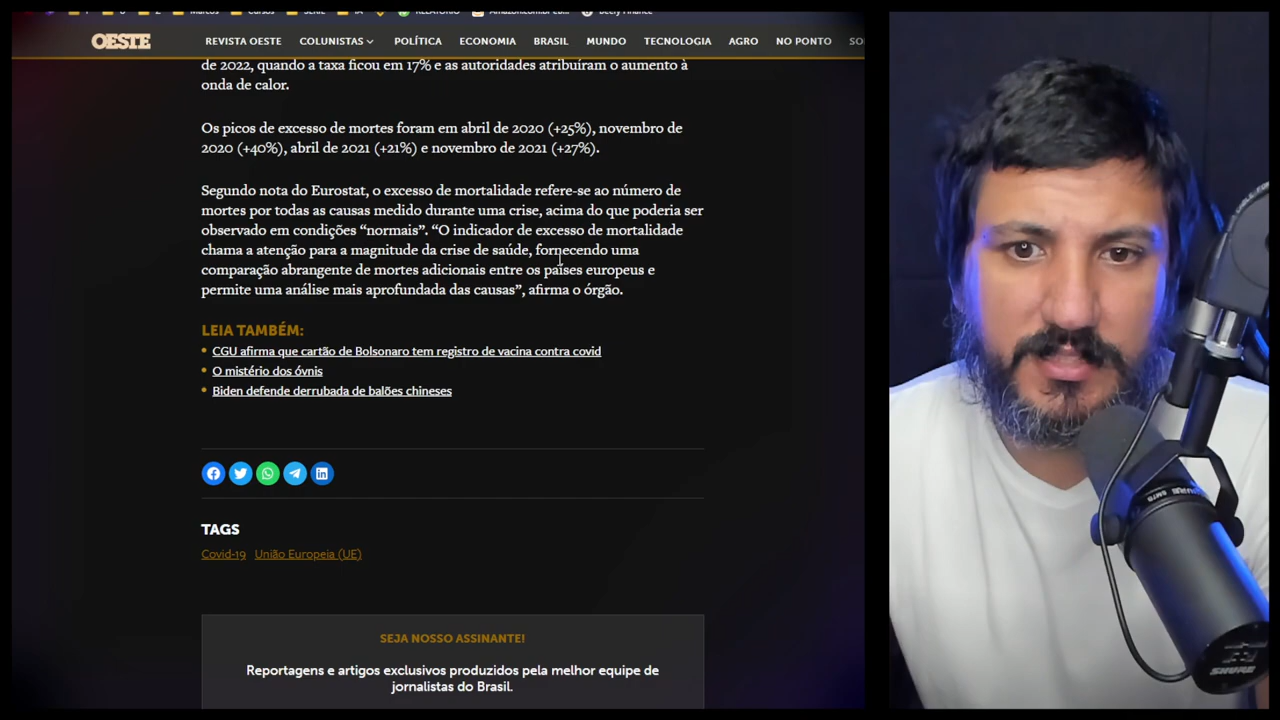 Marcos
Cursos
SÉRIE
IA
RELATÓRIO
OESTE
REVISTA OESTE COLUNISTAS POLÍTICA ECONOMIA BRASIL MUNDO TECNOLOGIA AGRO NO PONTO SO
de 2022, quando a taxa ficou em 17% e as autoridades atribuíram o aumento à
onda de calor.
Os picos de excesso de mortes foram em abril de 2020 (+25%), novembro de
2020 (+40%), abril de 2021 (+21%) e novembro de 2021 (+27%).
Segundo nota do Eurostat, o excesso de mortalidade refere-se ao número de
mortes por todas as causas medido durante uma crise, acima do que poderia ser
observado em condições “normais”. “O indicador de excesso de mortalidade
chama a atenção para a magnitude da crise de saúde, fornecendo uma
comparação abrangente de mortes adicionais entre os países europeus e
permite uma análise mais aprofundada das causas”, afirma o órgão.
LEIA TAMBÉM:
CGU afirma que cartão de Bolsonaro tem registro de vacina contra covid
O mistério dos óvnis
Biden defende derrubada de balões chineses
TAGS
Covid-19 União Europeia (UE)
SEJA NOSSO ASSINANTE!
Reportagens e artigos exclusivos produzidos pela melhor equipe de
jornalistas do Brasil.
SHURE